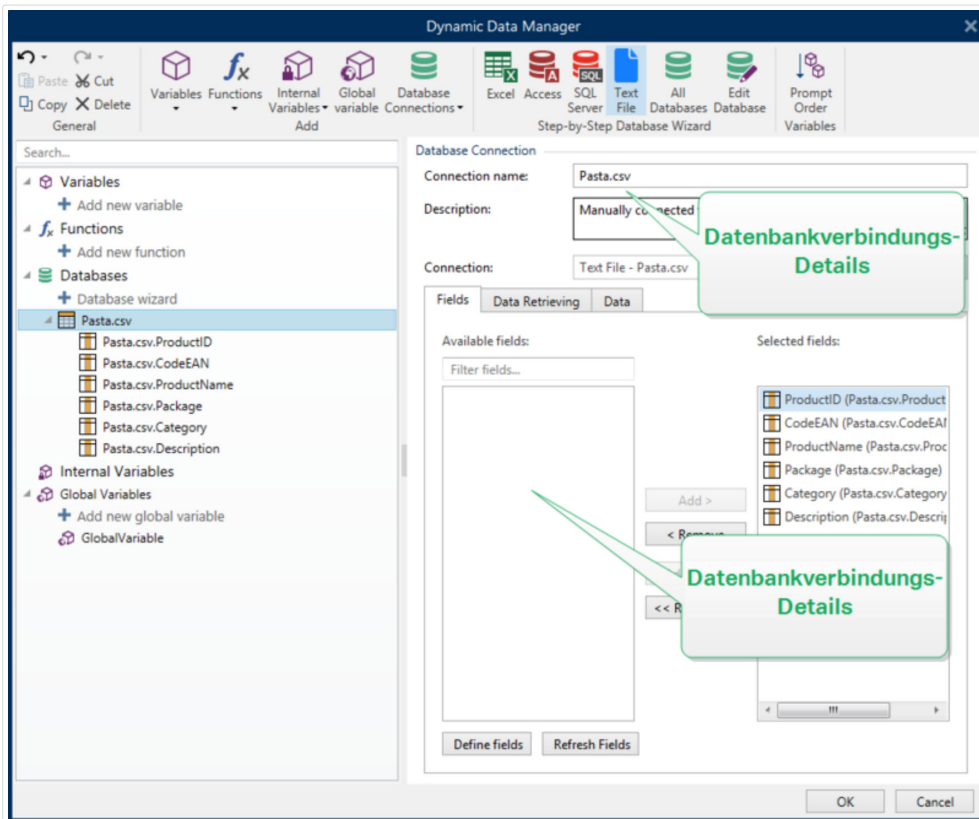 Dynamic Data Manager
Paste Cut
Copy Delete
General
Variables Functions Internal Variables Global variable Database Connections
Add
Excel Access SQL Server Text File All Databases Edit Database
Step-by-Step Database Wizard
Prompt Order
Variables
Search...
Variables
Add new variable
Functions
Add new function
Databases
Database wizard
Pasta.csv
Pasta.csv.ProductID
Pasta.csv.CodeEAN
Pasta.csv.ProductName
Pasta.csv.Package
Pasta.csv.Category
Pasta.csv.Description
Internal Variables
Global Variables
Add new global variable
GlobalVariable
Database Connection
Connection name: Pasta.csv
Description: Manually connected
Datenbankverbindungs-
Details
Connection: Text File - Pasta.csv
Fields Data Retrieving Data
Available fields: Selected fields:
Filter fields...
ProductID (Pasta.csv.Product
CodeEAN (Pasta.csv.CodeEAN
ProductName (Pasta.csv.Proc
Package (Pasta.csv.Package)
Category (Pasta.csv.Category
Description (Pasta.csv.Descrip
Add >
< Remove
<< R
Datenbankverbindungs-
Details
Define fields Refresh Fields
OK Cancel